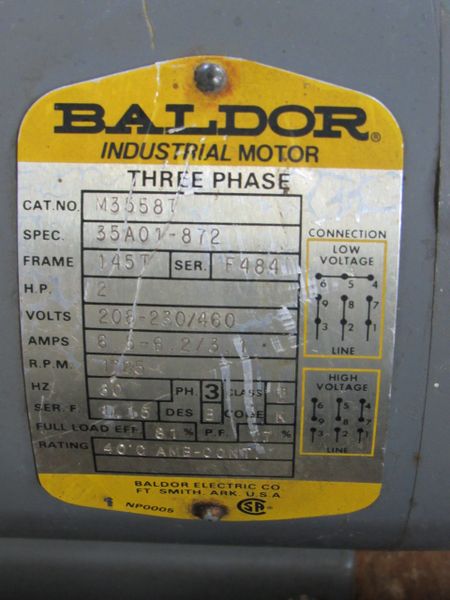 BALDOR®
INDUSTRIAL MOTOR
THREE PHASE
CAT.NO. M3558T
SPEC. 35A01-872
FRAME 145T SER. F484
H.P. 2
VOLTS 208-230/460
AMPS
R.P.M.
HZ 60 PH. 3 CLASS
SER. F. DES CODE K
FULL LOAD EFF. 81 % P.F. %
RATING 40°C AMB-CONT
CONNECTION
LOW
VOLTAGE
6 5 4
9 8 7
3 2 1
LINE
HIGH
VOLTAGE
6 5 4
9 8 7
3 2 1
LINE
BALDOR ELECTRIC CO
FT. SMITH, ARK. U.S.A.
NP0005